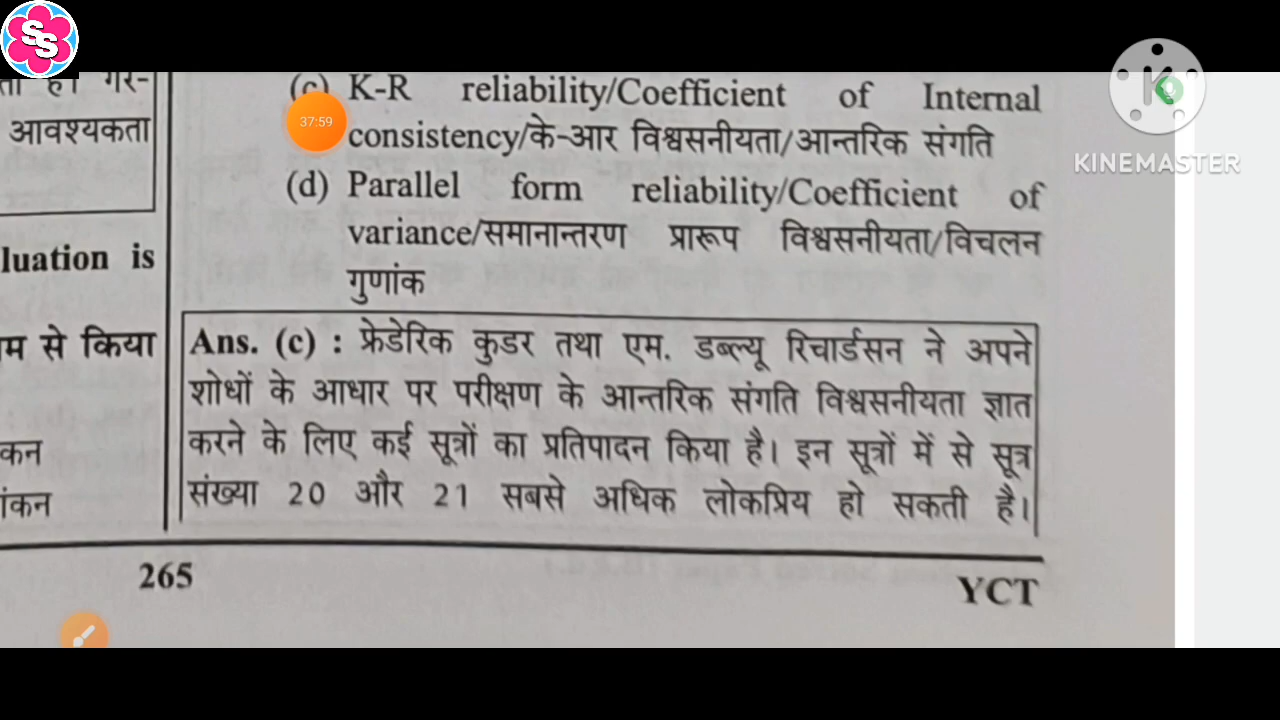 SS
KINEMASTER
37:59
आवश्यकता
luation is
से किया
265
(c) K-R reliability/Coefficient of Internal
consistency/के-आर विश्वसनीयता/आन्तरिक संगति
(d) Parallel form reliability/Coefficient of
variance/समानान्तरण प्रारूप विश्वसनीयता/विचलन
गुणांक
Ans. (c) : फ्रेडेरिक कुडर तथा एम. डब्ल्यू रिचार्डसन ने अपने
शोधों के आधार पर परीक्षण के आन्तरिक संगति विश्वसनीयता ज्ञात
करने के लिए कई सूत्रों का प्रतिपादन किया है। इन सूत्रों में से सूत्र
संख्या 20 और 21 सबसे अधिक लोकप्रिय हो सकती है।
YCT